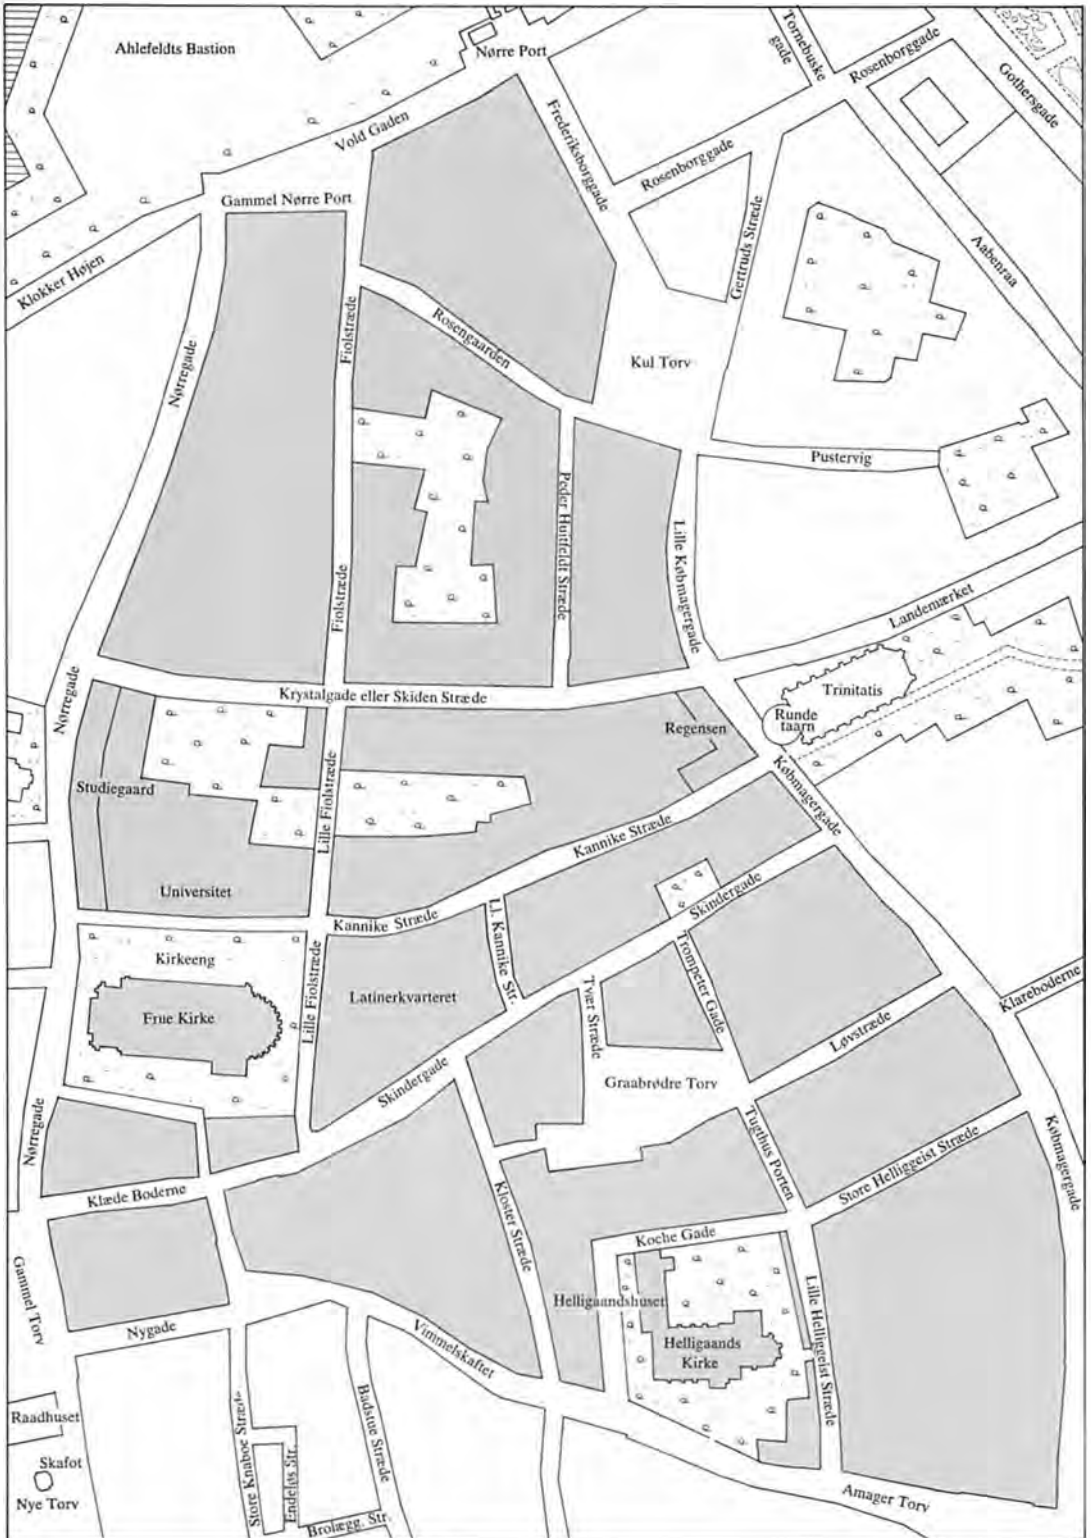 Ahlefeldts Bastion
Nørre Port
Tornebuske
gade
Rosenborggade
Gothersgade
Vold Gaden
Frederiksborggade
Rosenborggade
Gammel Nørre Port
Gertruds Stræde
Aabenraa
Klokker Højen
Nørregade
Fiolstræde
Rosengaarden
Kul Torv
Pustervig
Peder Huitfeldt Stræde
Lille Købmagergade
Fiolstræde
Landemærket
Nørregade
Krystalgade eller Skiden Stræde
Trinitatis
Regensen
Runde
taarn
Studiegaard
Lille Fiolstræde
Købmagergade
Kannike Stræde
Universitet
Kannike Stræde
Ll. Kannike Str.
Skindergade
Kirkeeng
Lille Fiolstræde
Latinerkvarteret
Trompeter Gade
Klareboderne
Frue Kirke
Tvær Stræde
Løvstræde
Skindergade
Graabrødre Torv
Nørregade
Tugthus Porten
Store Helliggeist Stræde
Købmagergade
Klæde Boderne
Kloster Stræde
Koche Gade
Gammel Torv
Helligaandshuset
Lille Helliggeist Stræde
Nygade
Vimmelskaftet
Helligaands
Kirke
Raadhuset
Store Knaboe Stræde
Badstue Stræde
Skafot
Endeløs Str.
Nye Torv
Amager Torv
Brolægg. Str.